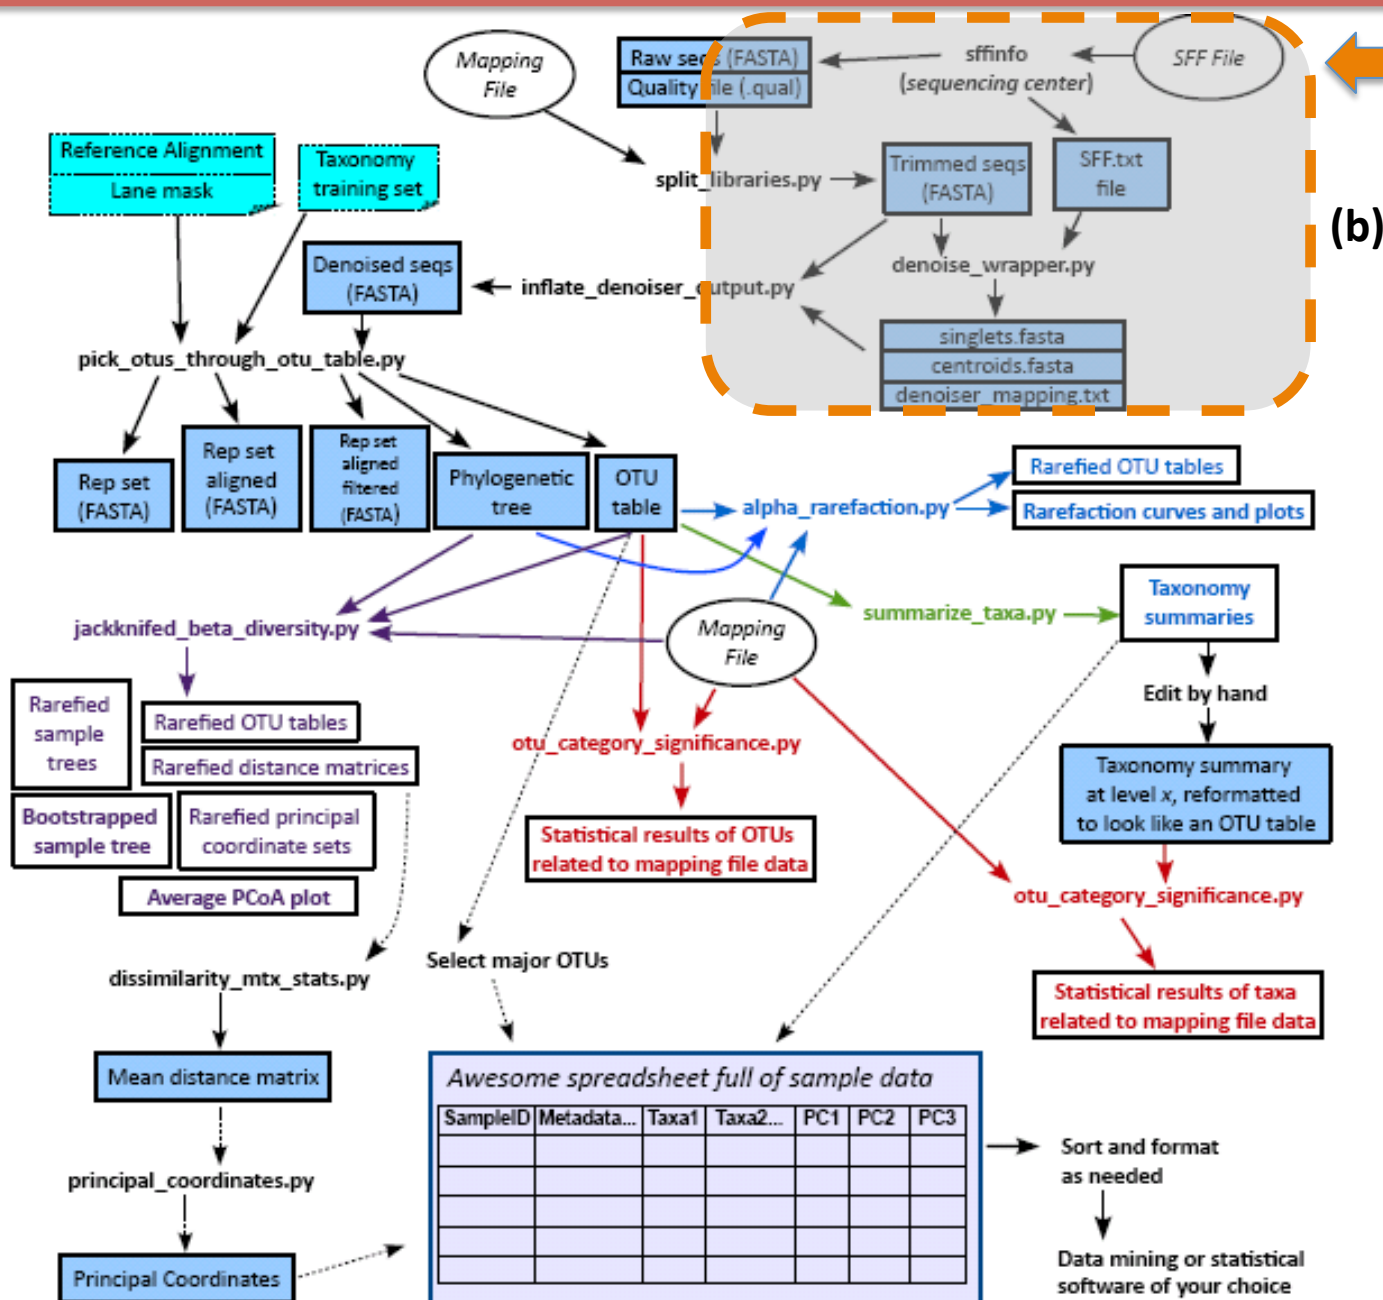 Mapping
File
Raw seqs (FASTA)
Quality file (.qual)
sffinfo
(sequencing center)
SFF File
Reference Alignment
Lane mask
Taxonomy
training set
split_libraries.py
Trimmed seqs
(FASTA)
SFF.txt
file
(b)
Denoised seqs
(FASTA)
inflate_denoiser_output.py
denoise_wrapper.py
singlets.fasta
centroids.fasta
denoiser_mapping.txt
pick_otus_through_otu_table.py
Rep set
(FASTA)
Rep set
aligned
(FASTA)
Rep set
aligned
filtered
(FASTA)
Phylogenetic
tree
OTU
table
alpha_rarefaction.py
Rarefied OTU tables
Rarefaction curves and plots
jackknifed_beta_diversity.py
Mapping
File
summarize_taxa.py
Taxonomy
summaries
Edit by hand
Rarefied
sample
trees
Rarefied OTU tables
Rarefied distance matrices
Bootstrapped
sample tree
Rarefied principal
coordinate sets
Average PCoA plot
otu_category_significance.py
Statistical results of OTUs
related to mapping file data
Taxonomy summary
at level x, reformatted
to look like an OTU table
otu_category_significance.py
Statistical results of taxa
related to mapping file data
Select major OTUs
dissimilarity_mtx_stats.py
Mean distance matrix
principal_coordinates.py
Principal Coordinates
Awesome spreadsheet full of sample data
SampleID Metadata... Taxa1 Taxa2... PC1 PC2 PC3
Sort and format
as needed
Data mining or statistical
software of your choice